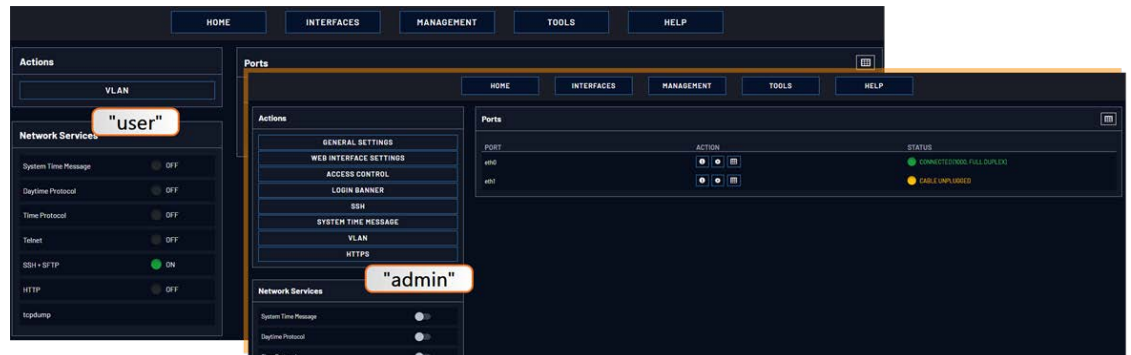 HOME INTERFACES MANAGEMENT TOOLS HELP
Actions
VLAN
"user"
Network Services
System Time Message OFF
Daytime Protocol OFF
Time Protocol OFF
Telnet OFF
SSH + SFTP ON
HTTP OFF
tcpdump
Ports
HOME INTERFACES MANAGEMENT TOOLS HELP
Actions
GENERAL SETTINGS
WEB INTERFACE SETTINGS
ACCESS CONTROL
LOGIN BANNER
SSH
SYSTEM TIME MESSAGE
VLAN
HTTPS
"admin"
Network Services
System Time Message
Daytime Protocol
Ports
PORT ACTION STATUS
eth0 CONNECTED (1000, FULL DUPLEX)
eth1 CABLE UNPLUGGED